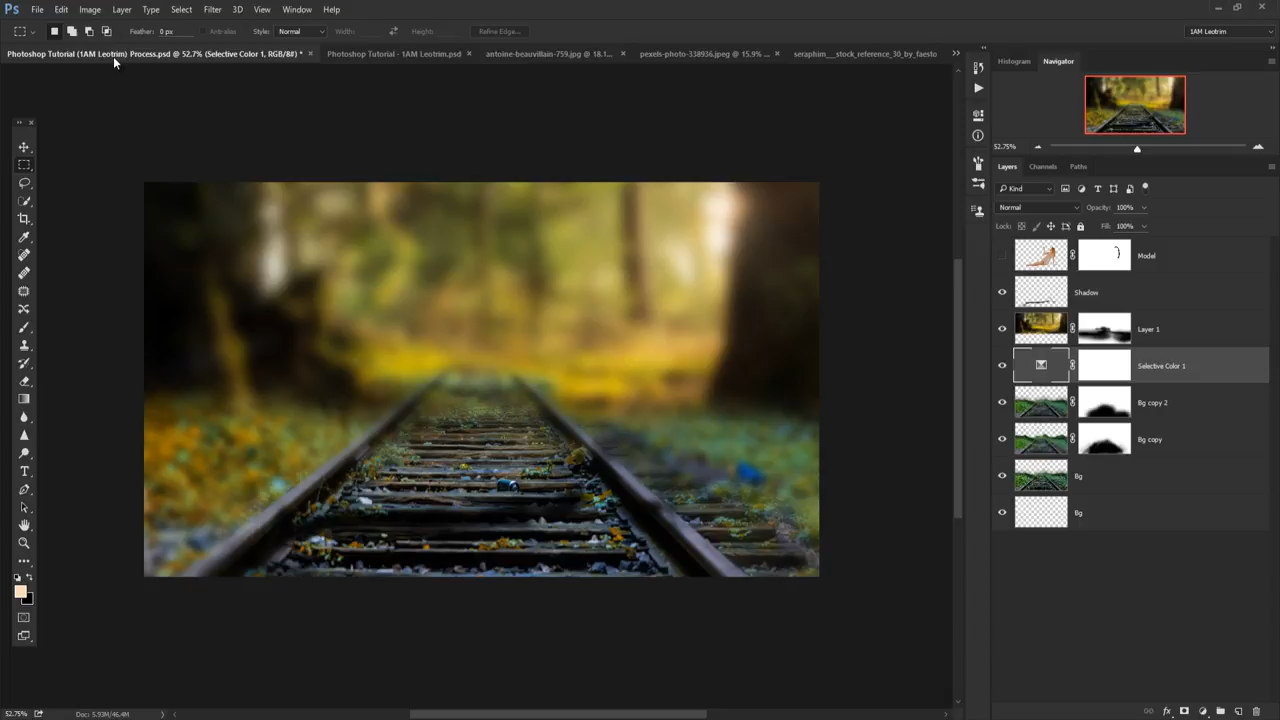 Ps File Edit Image Layer Type Select Filter 3D View Window Help
Feather: 0 px Anti-alias Style: Normal Width: Height: Refine Edge... 1AM Leotrim
Photoshop Tutorial (1AM Leotrim) Process.psd @ 52.7% (Selective Color 1, RGB/8#) * × Photoshop Tutorial - 1AM Leotrim.psd × antoine-beauvillain-759.jpg @ 18.1... × pexels-photo-338936.jpeg @ 15.9% ... × seraphim__stock_reference_30_by_faesto
Histogram Navigator
52.75%
Layers Channels Paths
Kind
Normal Opacity: 100%
Lock: Fill: 100%
Model
Shadow
Layer 1
Selective Color 1
Bg copy 2
Bg copy
Bg
Bg
52.75% Doc: 5.93M/46.4M